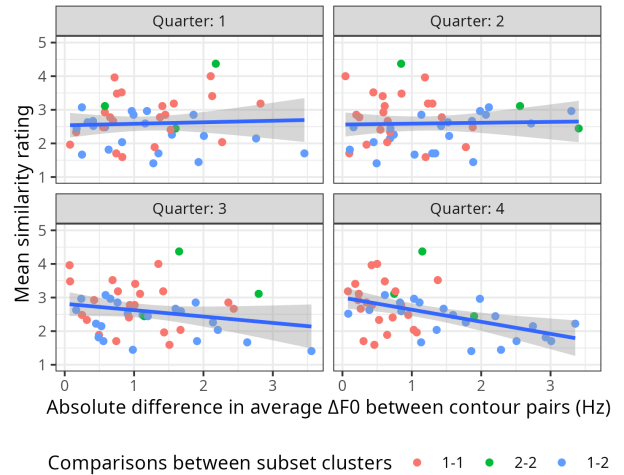 Quarter: 1 Quarter: 2
5
4
3
2
1
Quarter: 3 Quarter: 4
5
4
3
2
1
0 1 2 3 0 1 2 3
Mean similarity rating
Absolute difference in average ΔF0 between contour pairs (Hz)
Comparisons between subset clusters 1-1 2-2 1-2